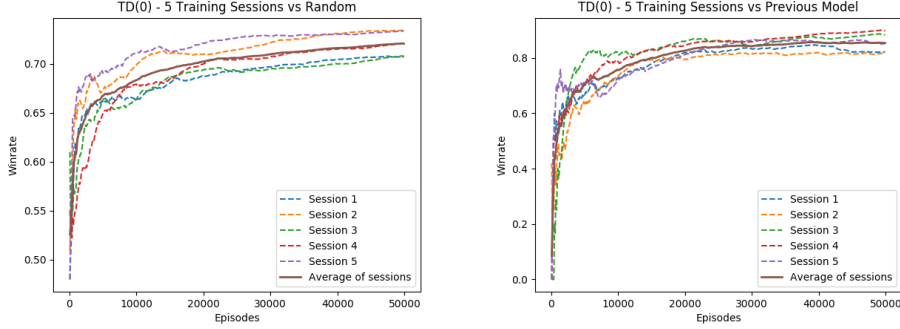 TD(0) - 5 Training Sessions vs Random
Winrate
0.70
0.65
0.60
0.55
0.50
0
10000
20000
30000
40000
50000
Episodes
Session 1
Session 2
Session 3
Session 4
Session 5
Average of sessions
TD(0) - 5 Training Sessions vs Previous Model
Winrate
0.8
0.6
0.4
0.2
0.0
0
10000
20000
30000
40000
50000
Episodes
Session 1
Session 2
Session 3
Session 4
Session 5
Average of sessions